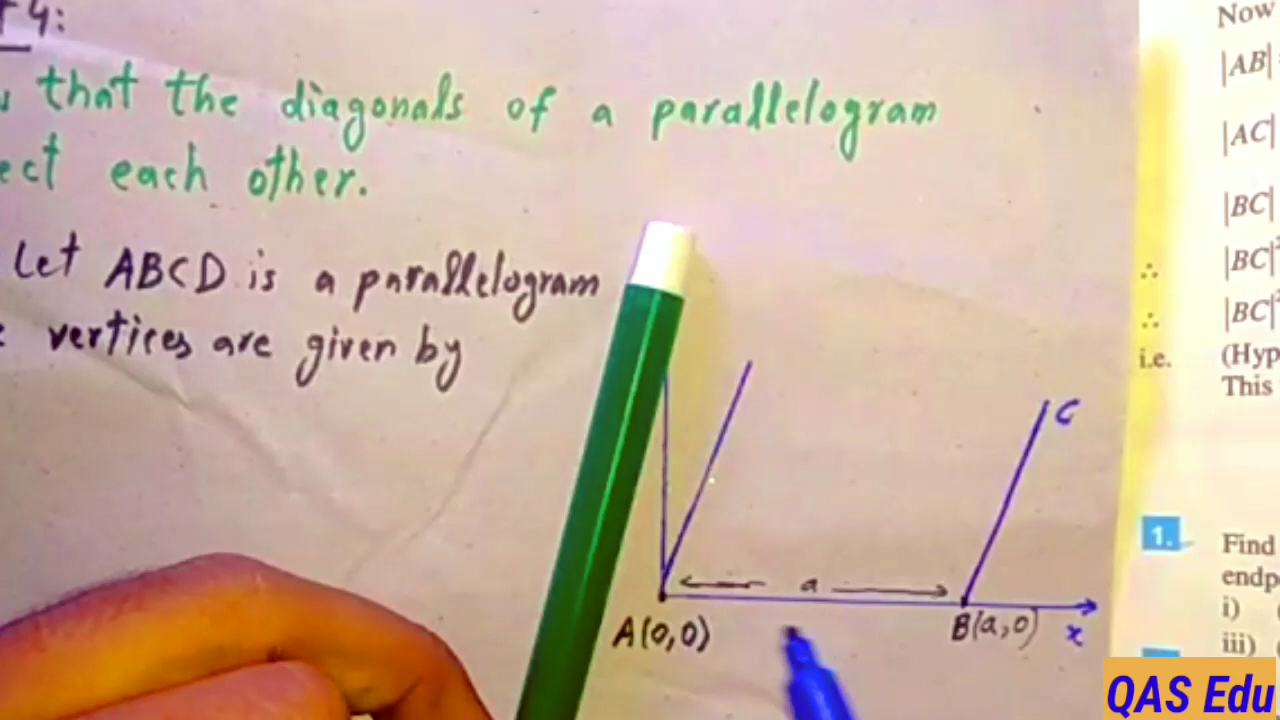 4:
that the diagonals of a parallelogram
each other.
Let ABCD is a parallelogram
vertices are given by
C
a
A(0,0)
B(a,0)
x
Now
|AB|
|AC|
|BC|
∴ |BC|
∴ |BC|
i.e. (Hyp
This
1. Find
endp
i)
iii)
QAS Edu